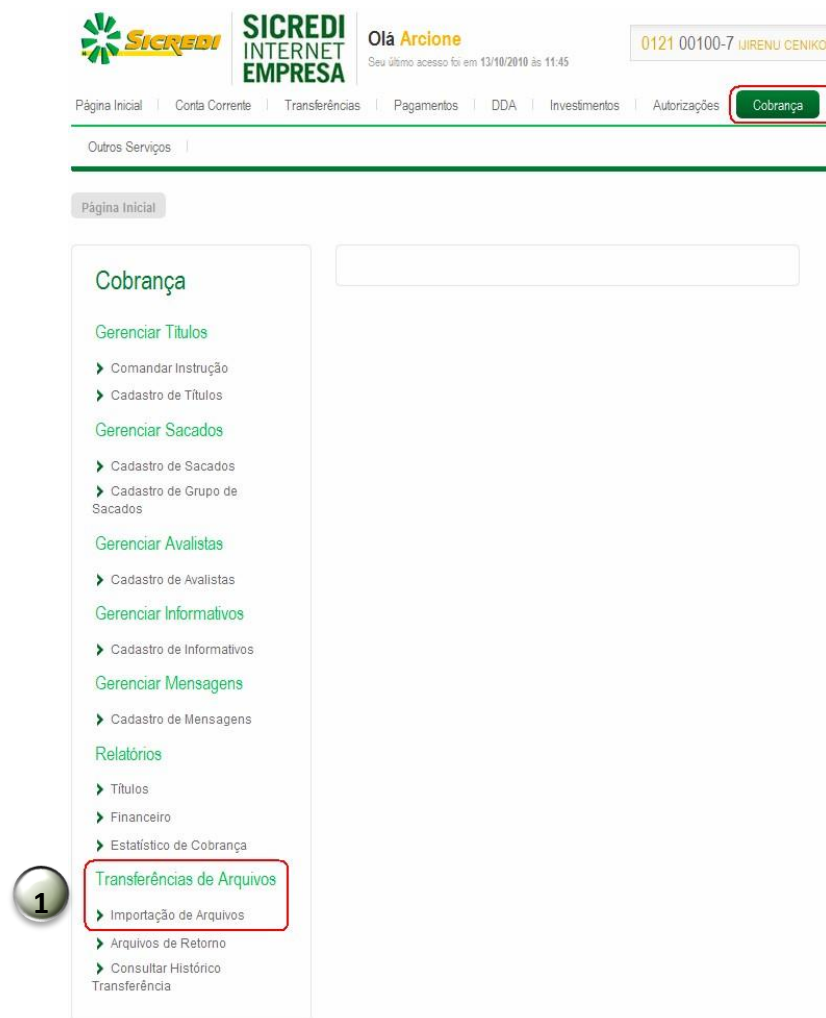 SICREDI
SICREDI
INTERNET
EMPRESA
Olá Arcione
Seu último acesso foi em 13/10/2010 às 11:45
0121 00100-7 IJIRENU CENIKO
Página Inicial
Conta Corrente
Transferências
Pagamentos
DDA
Investimentos
Autorizações
Cobrança
Outros Serviços
Página Inicial
Cobrança
Gerenciar Títulos
Comandar Instrução
Cadastro de Títulos
Gerenciar Sacados
Cadastro de Sacados
Cadastro de Grupo de
Sacados
Gerenciar Avalistas
Cadastro de Avalistas
Gerenciar Informativos
Cadastro de Informativos
Gerenciar Mensagens
Cadastro de Mensagens
Relatórios
Títulos
Financeiro
Estatístico de Cobrança
Transferências de Arquivos
1
Importação de Arquivos
Arquivos de Retorno
Consultar Histórico
Transferência